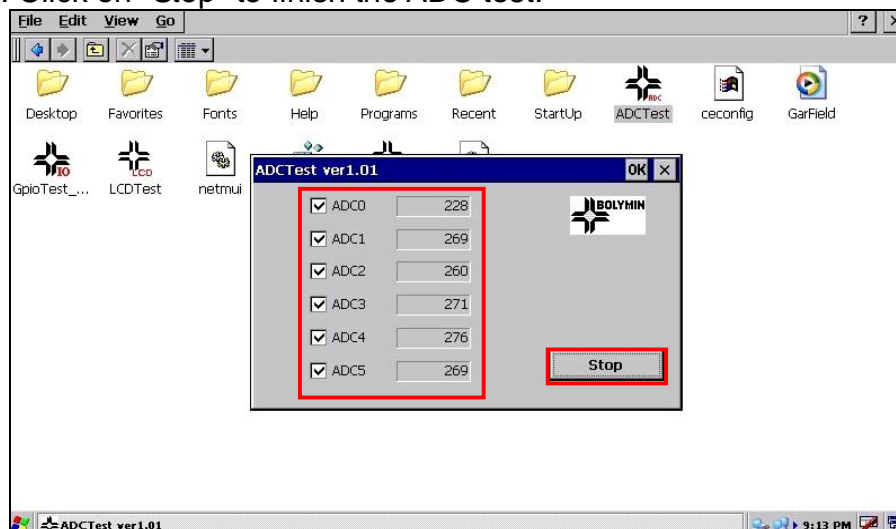 . Click on "Stop" to finish the ADC test.
File Edit View Go ? ×
Desktop Favorites Fonts Help Programs Recent StartUp ADCTest ceconfig GarField
GpioTest_... LCDTest netmui
ADCTest ver1.01 OK ×
ADC0 228
BOLYMIN
ADC1 269
ADC2 260
ADC3 271
ADC4 276
Stop
ADC5 269
ADCTest ver1.01 9:13 PM